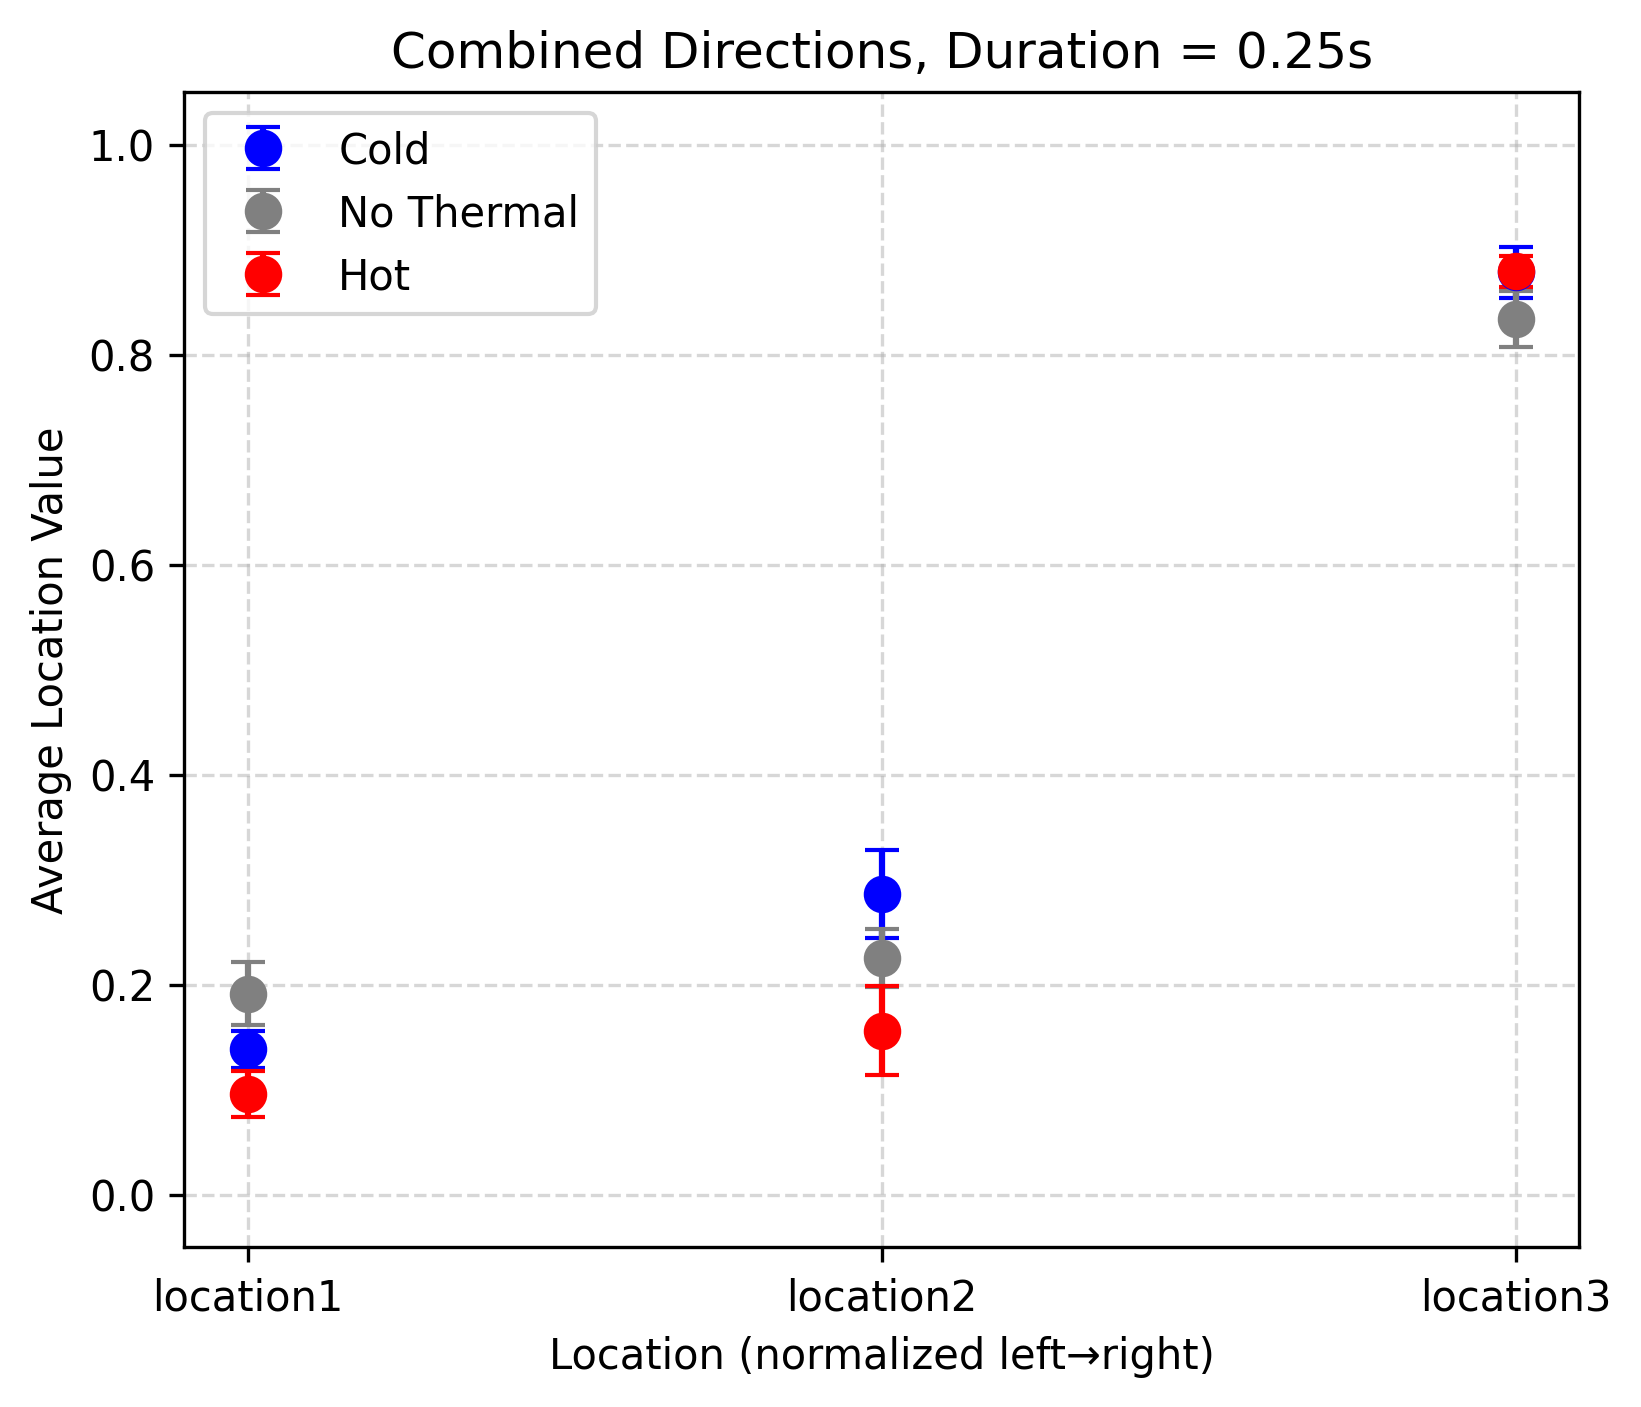 Combined Directions, Duration = 0.25s
Cold
No Thermal
Hot
1.0
0.8
0.6
0.4
0.2
0.0
Average Location Value
location1
location2
location3
Location (normalized left→right)